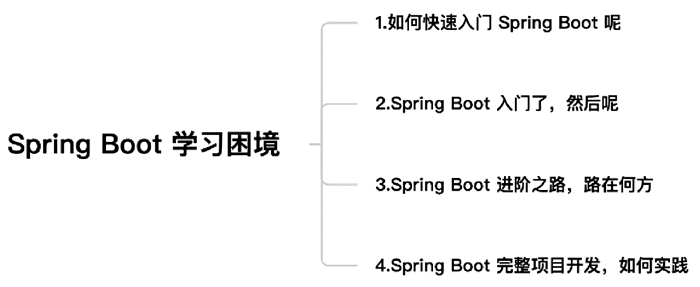 Spring Boot 学习困境
1.如何快速入门 Spring Boot 呢
2.Spring Boot 入门了，然后呢
3.Spring Boot 进阶之路，路在何方
4.Spring Boot 完整项目开发，如何实践